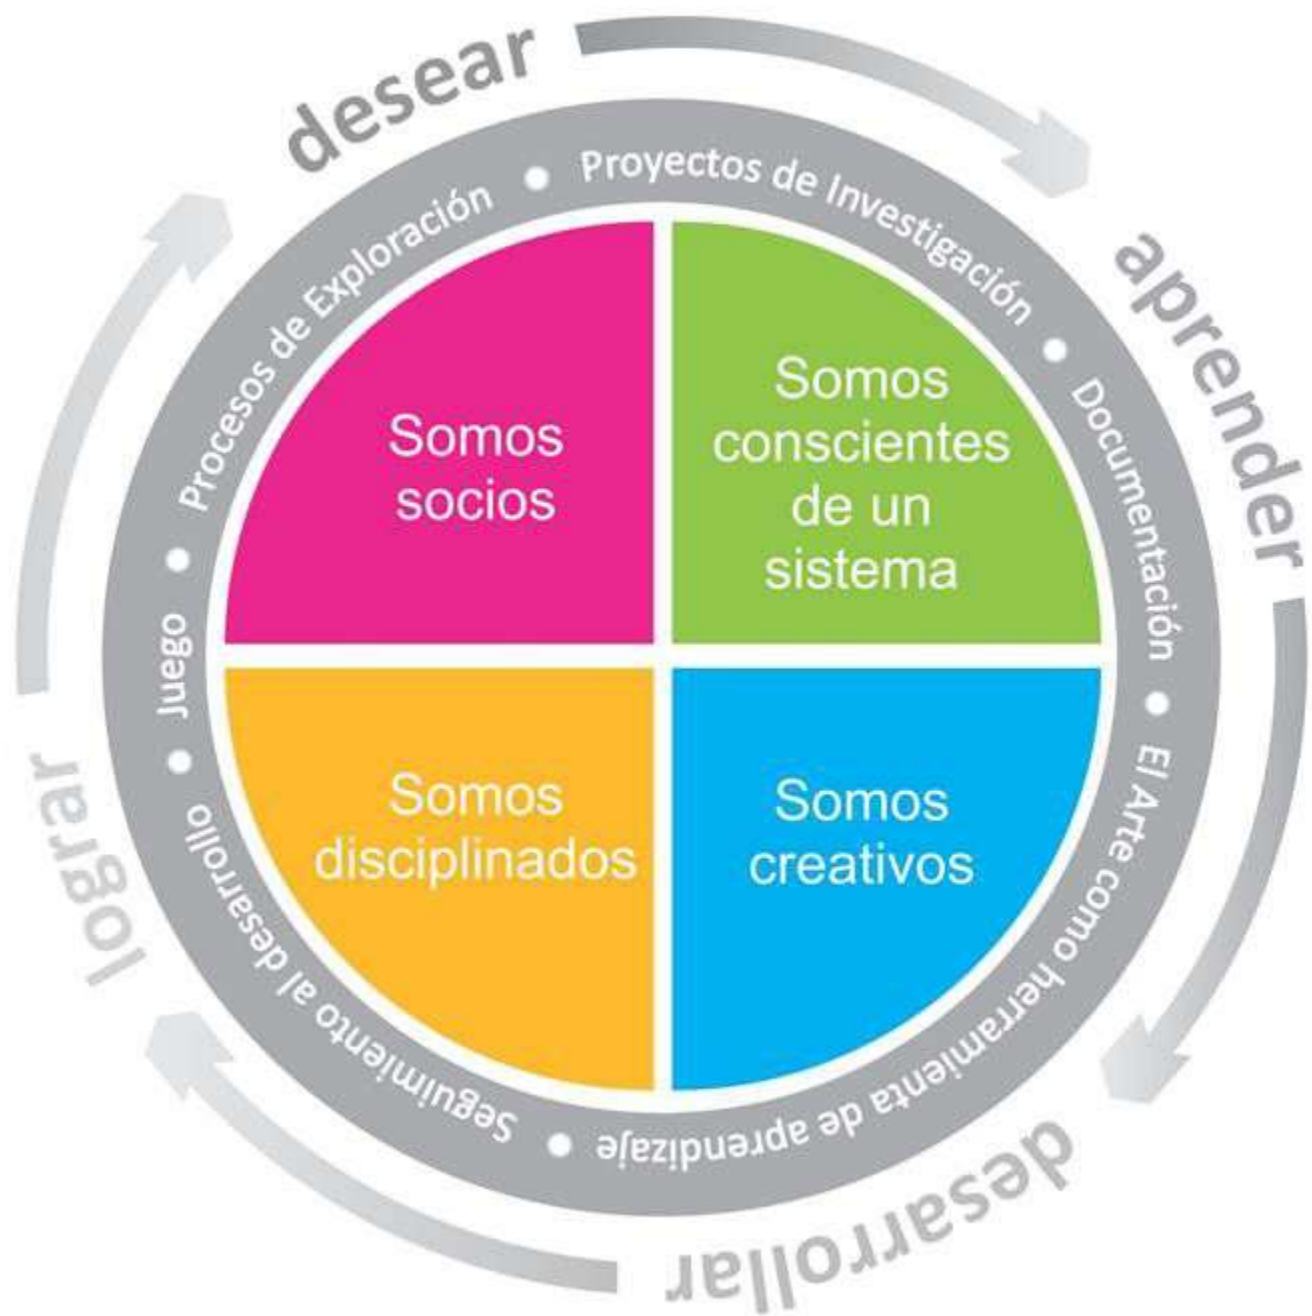 desear
aprender
desarrollar
lograr
Procesos de Exploración
Proyectos de Investigación
Documentación
El Arte como herramienta de aprendizaje
Seguimiento al desarrollo
Juego
Somos
socios
Somos
conscientes
de un
sistema
Somos
disciplinados
Somos
creativos